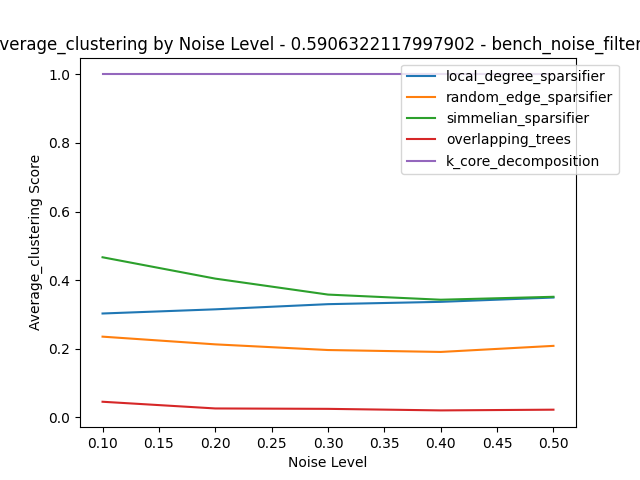 verage_clustering by Noise Level - 0.5906322117997902 - bench_noise_filter
Average_clustering Score
1.0
0.8
0.6
0.4
0.2
0.0
local_degree_sparsifier
random_edge_sparsifier
simmelian_sparsifier
overlapping_trees
k_core_decomposition
0.10 0.15 0.20 0.25 0.30 0.35 0.40 0.45 0.50
Noise Level